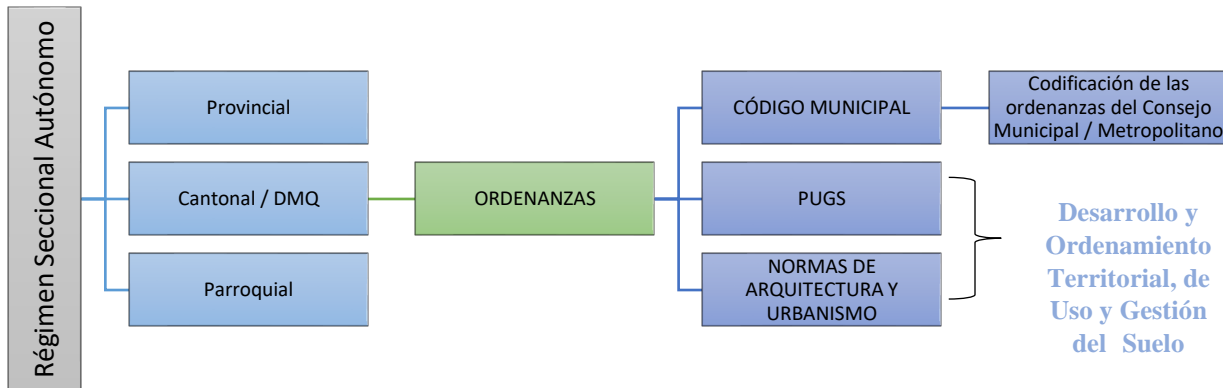 Régimen Seccional Autónomo
Provincial
Cantonal / DMQ
Parroquial
ORDENANZAS
CÓDIGO MUNICIPAL
PUGS
NORMAS DE
ARQUITECTURA Y
URBANISMO
Codificación de las
ordenanzas del Consejo
Municipal / Metropolitano
Desarrollo y
Ordenamiento
Territorial, de
Uso y Gestión
del Suelo